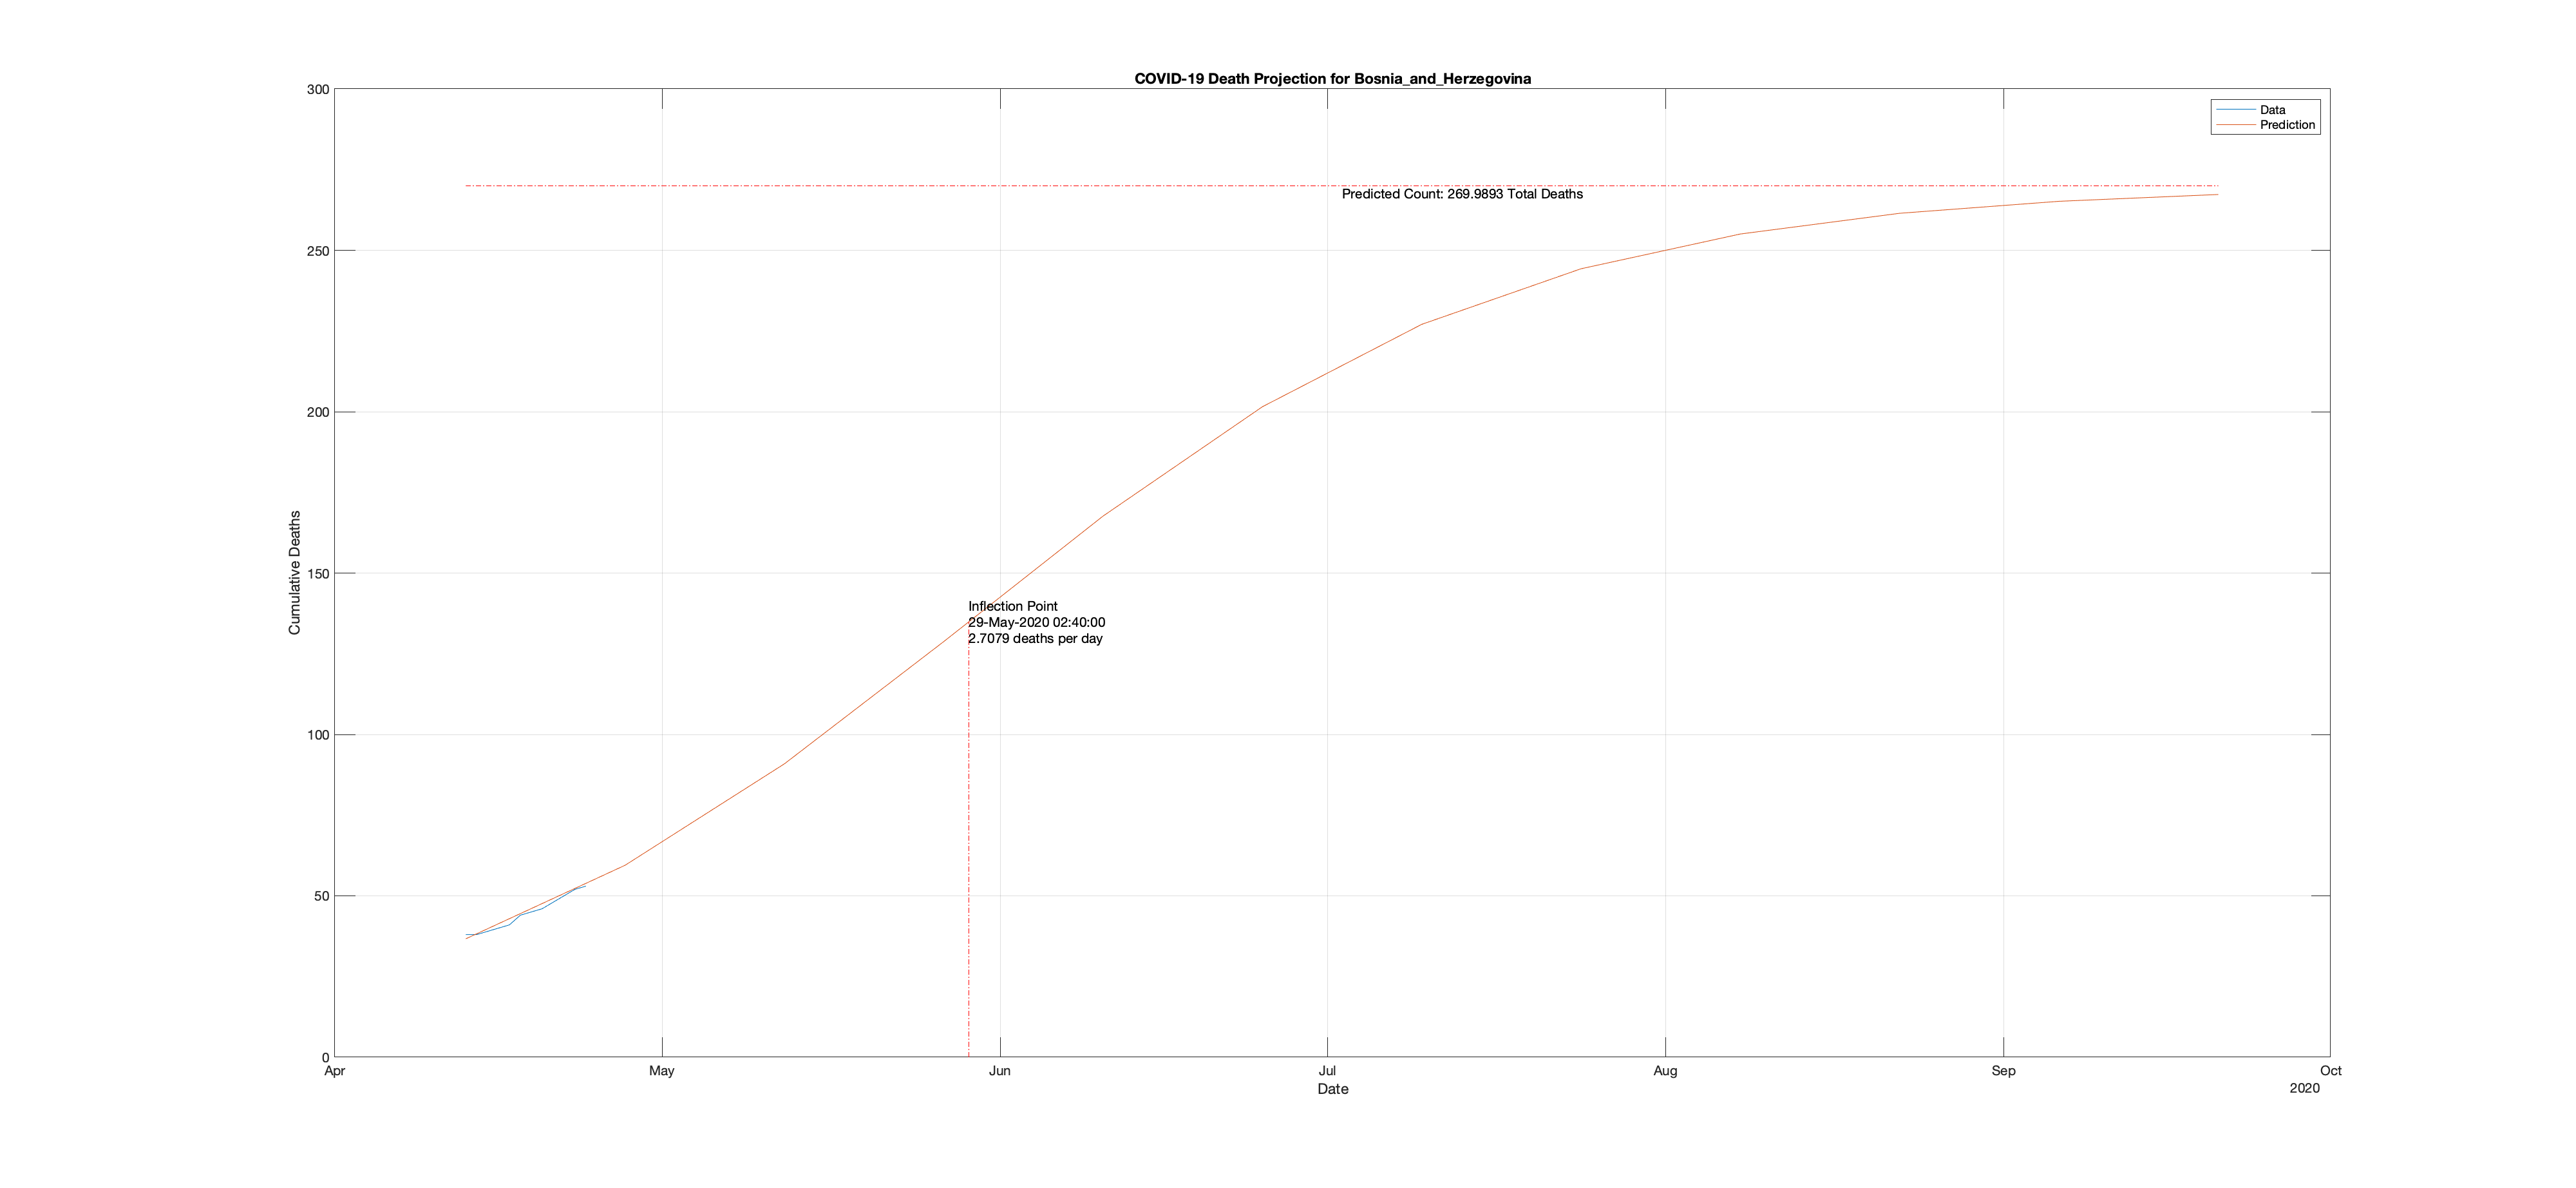 COVID-19 Death Projection for Bosnia_and_Herzegovina
300
250
200
150
100
50
0
Cumulative Deaths
Data
Prediction
Predicted Count: 269.9893 Total Deaths
Inflection Point
29-May-2020 02:40:00
2.7079 deaths per day
Apr May Jun Jul Aug Sep Oct
Date
2020